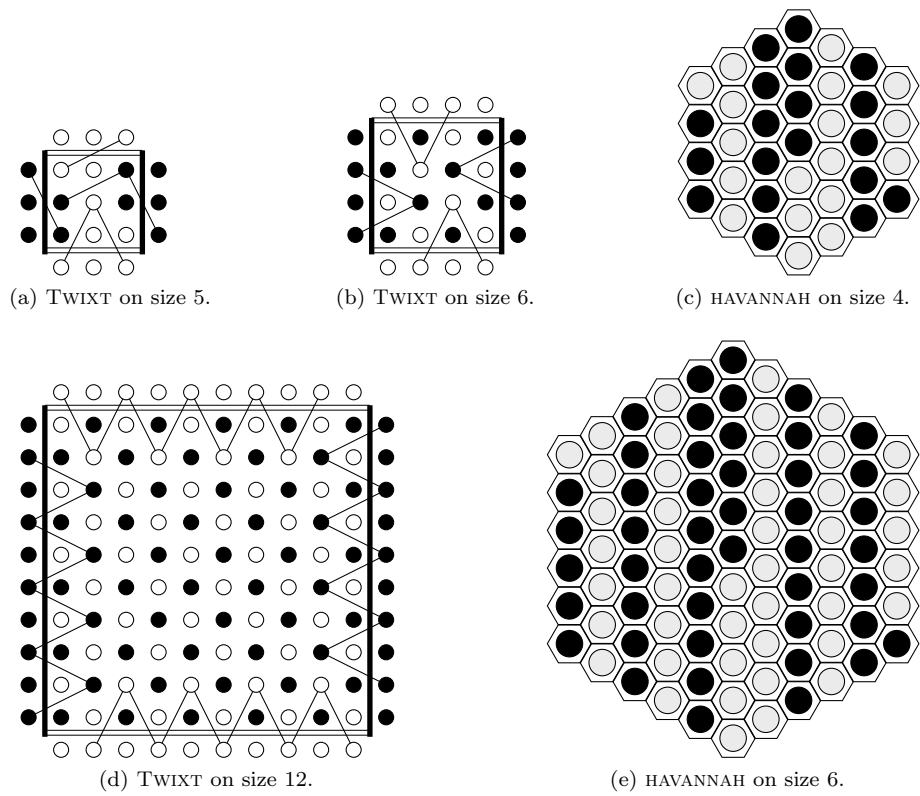 (a) TWIXT on size 5.
(b) TWIXT on size 6.
(c) HAVANNAH on size 4.
(d) TWIXT on size 12.
(e) HAVANNAH on size 6.